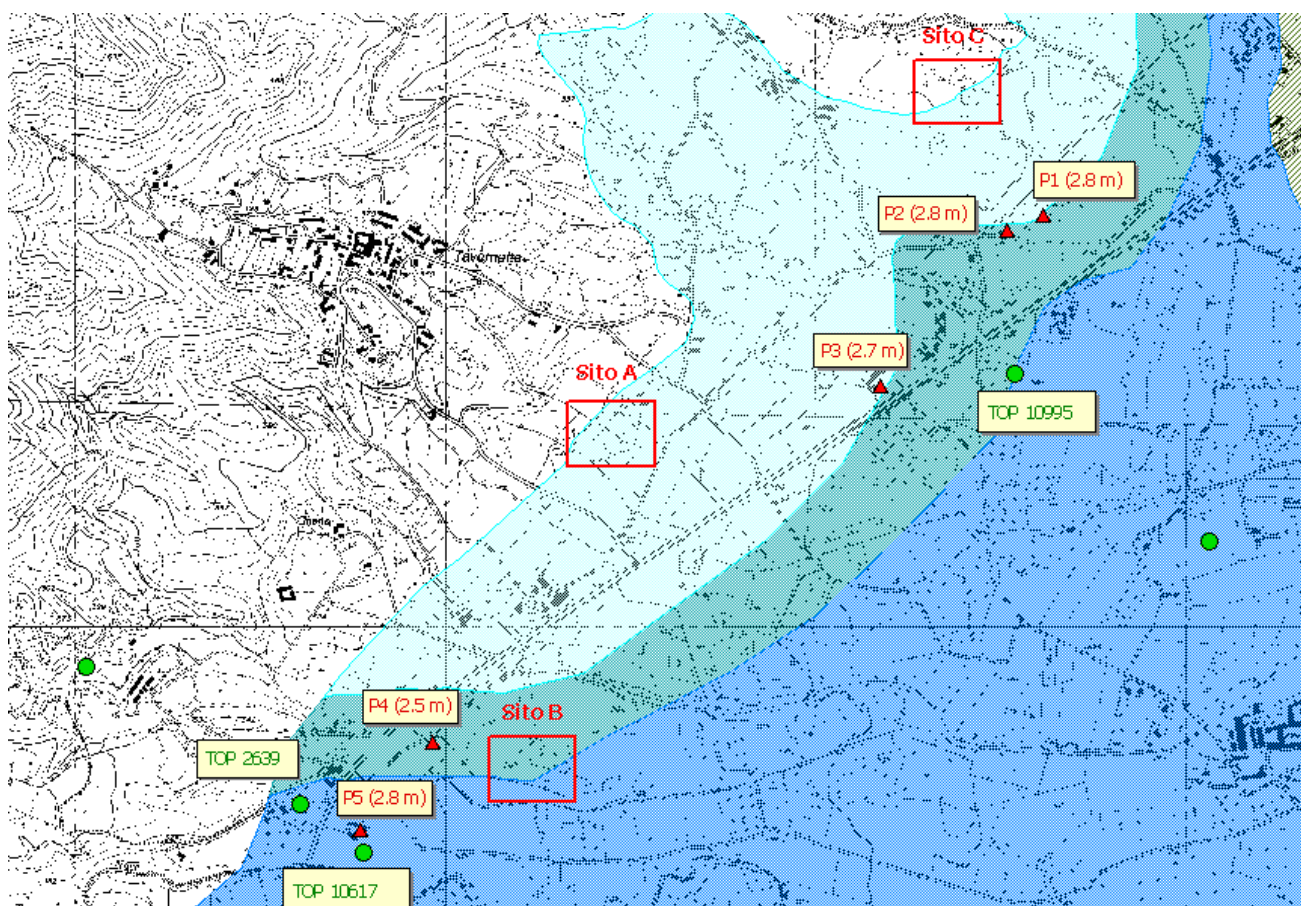 Sito C
P1 (2.8 m)
P2 (2.8 m)
Tavernelle
P3 (2.7 m)
Sito A
TOP 10995
P4 (2.5 m)
Sito B
TOP 2639
P5 (2.8 m)
TOP 10617